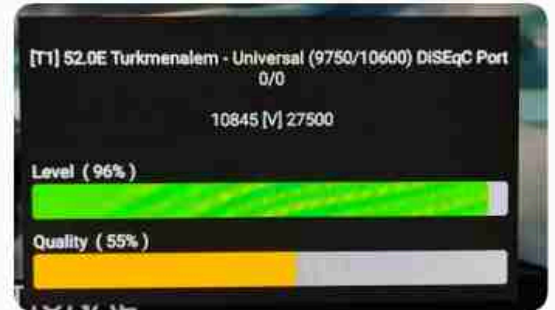 [T1] 52.0E Turkmenalem - Universal (9750/10600) DiSEqC Port
0/0
10845 [V] 27500
Level ( 96% )
Quality ( 55% )